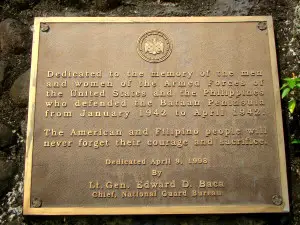 Dedicated to the memory of the men
and women of the Armed Forces of
the United States and the Philippines
who defended the Bataan Peninsula
from January 1942 to April 1942.
The American and Filipino people will
never forget their courage and sacrifice.
Dedicated April 9, 1998
By
Lt. Gen. Edward D. Baca
Chief, National Guard Bureau